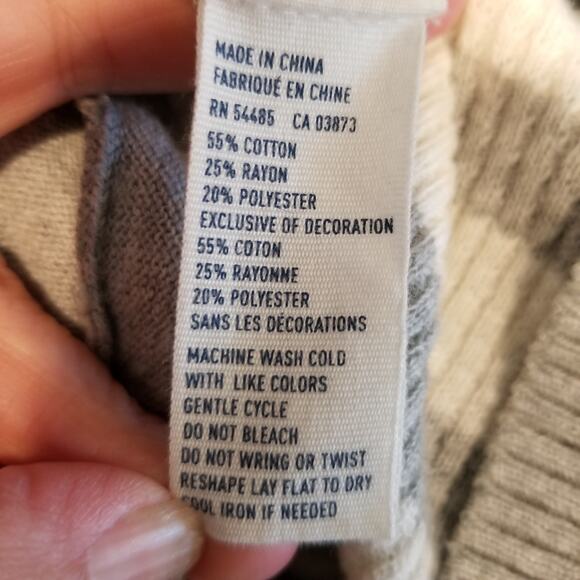 MADE IN CHINA
FABRIQUÉ EN CHINE
RN 54485 CA 03873
55% COTTON
25% RAYON
20% POLYESTER
EXCLUSIVE OF DECORATION
55% COTON
25% RAYONNE
20% POLYESTER
SANS LES DÉCORATIONS
MACHINE WASH COLD
WITH LIKE COLORS
GENTLE CYCLE
DO NOT BLEACH
DO NOT WRING OR TWIST
RESHAPE LAY FLAT TO DRY
COOL IRON IF NEEDED